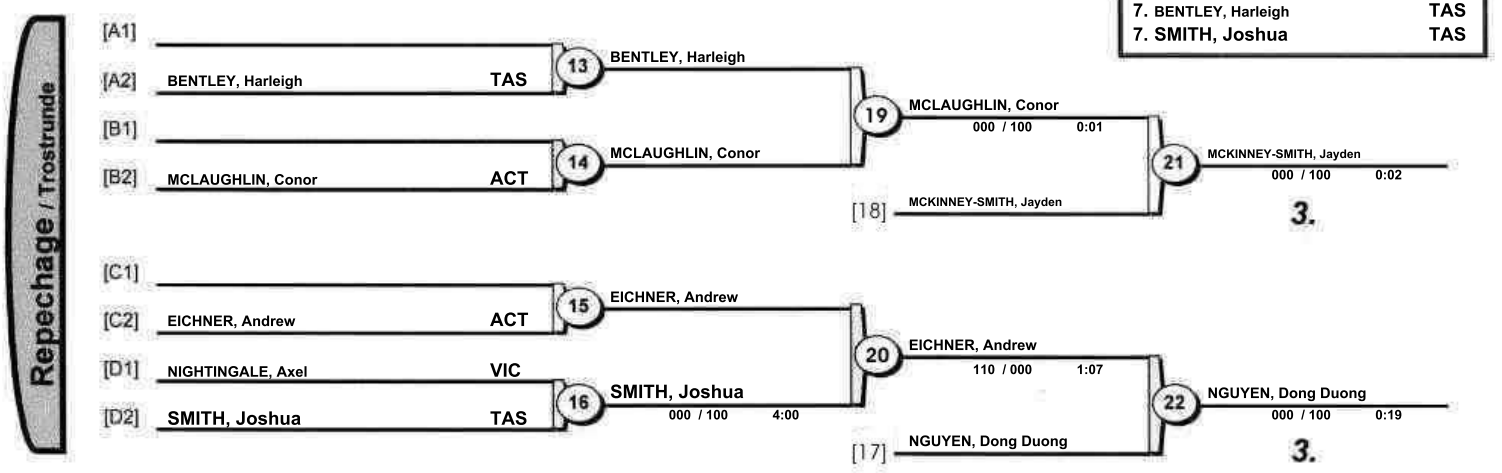 7. BENTLEY, Harleigh TAS
7. SMITH, Joshua TAS
Repechage / Trostrunde
[A1]
[A2] BENTLEY, Harleigh TAS
13 BENTLEY, Harleigh
[B1]
[B2] MCLAUGHLIN, Conor ACT
14 MCLAUGHLIN, Conor
19 MCLAUGHLIN, Conor
000 / 100 0:01
[18] MCKINNEY-SMITH, Jayden
21 MCKINNEY-SMITH, Jayden
000 / 100 0:02
3.
[C1]
[C2] EICHNER, Andrew ACT
15 EICHNER, Andrew
[D1] NIGHTINGALE, Axel VIC
[D2] SMITH, Joshua TAS
16 SMITH, Joshua
000 / 100 4:00
20 EICHNER, Andrew
110 / 000 1:07
[17] NGUYEN, Dong Duong
22 NGUYEN, Dong Duong
000 / 100 0:19
3.